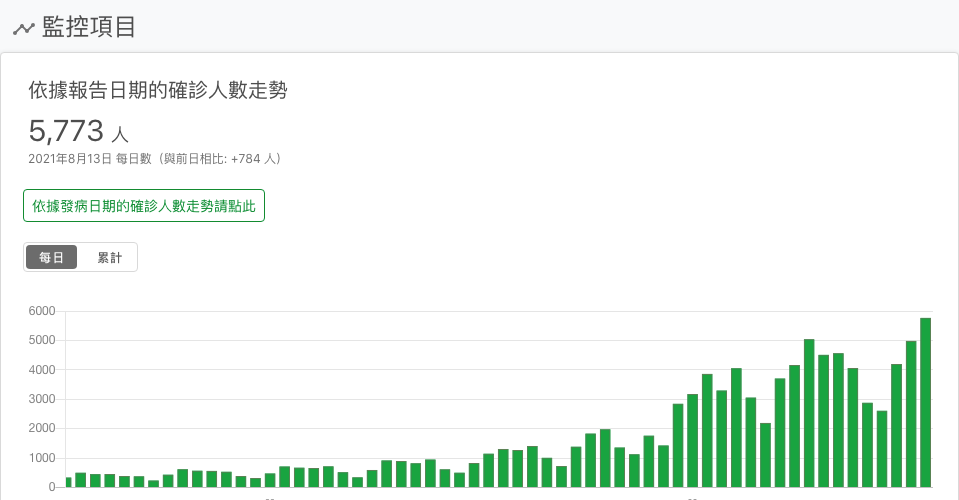 監控項目
依據報告日期的確診人數走勢
5,773 人
2021年8月13日 每日數（與前日相比: +784 人）
依據發病日期的確診人數走勢請點此
每日 累計
6000
5000
4000
3000
2000
1000
0